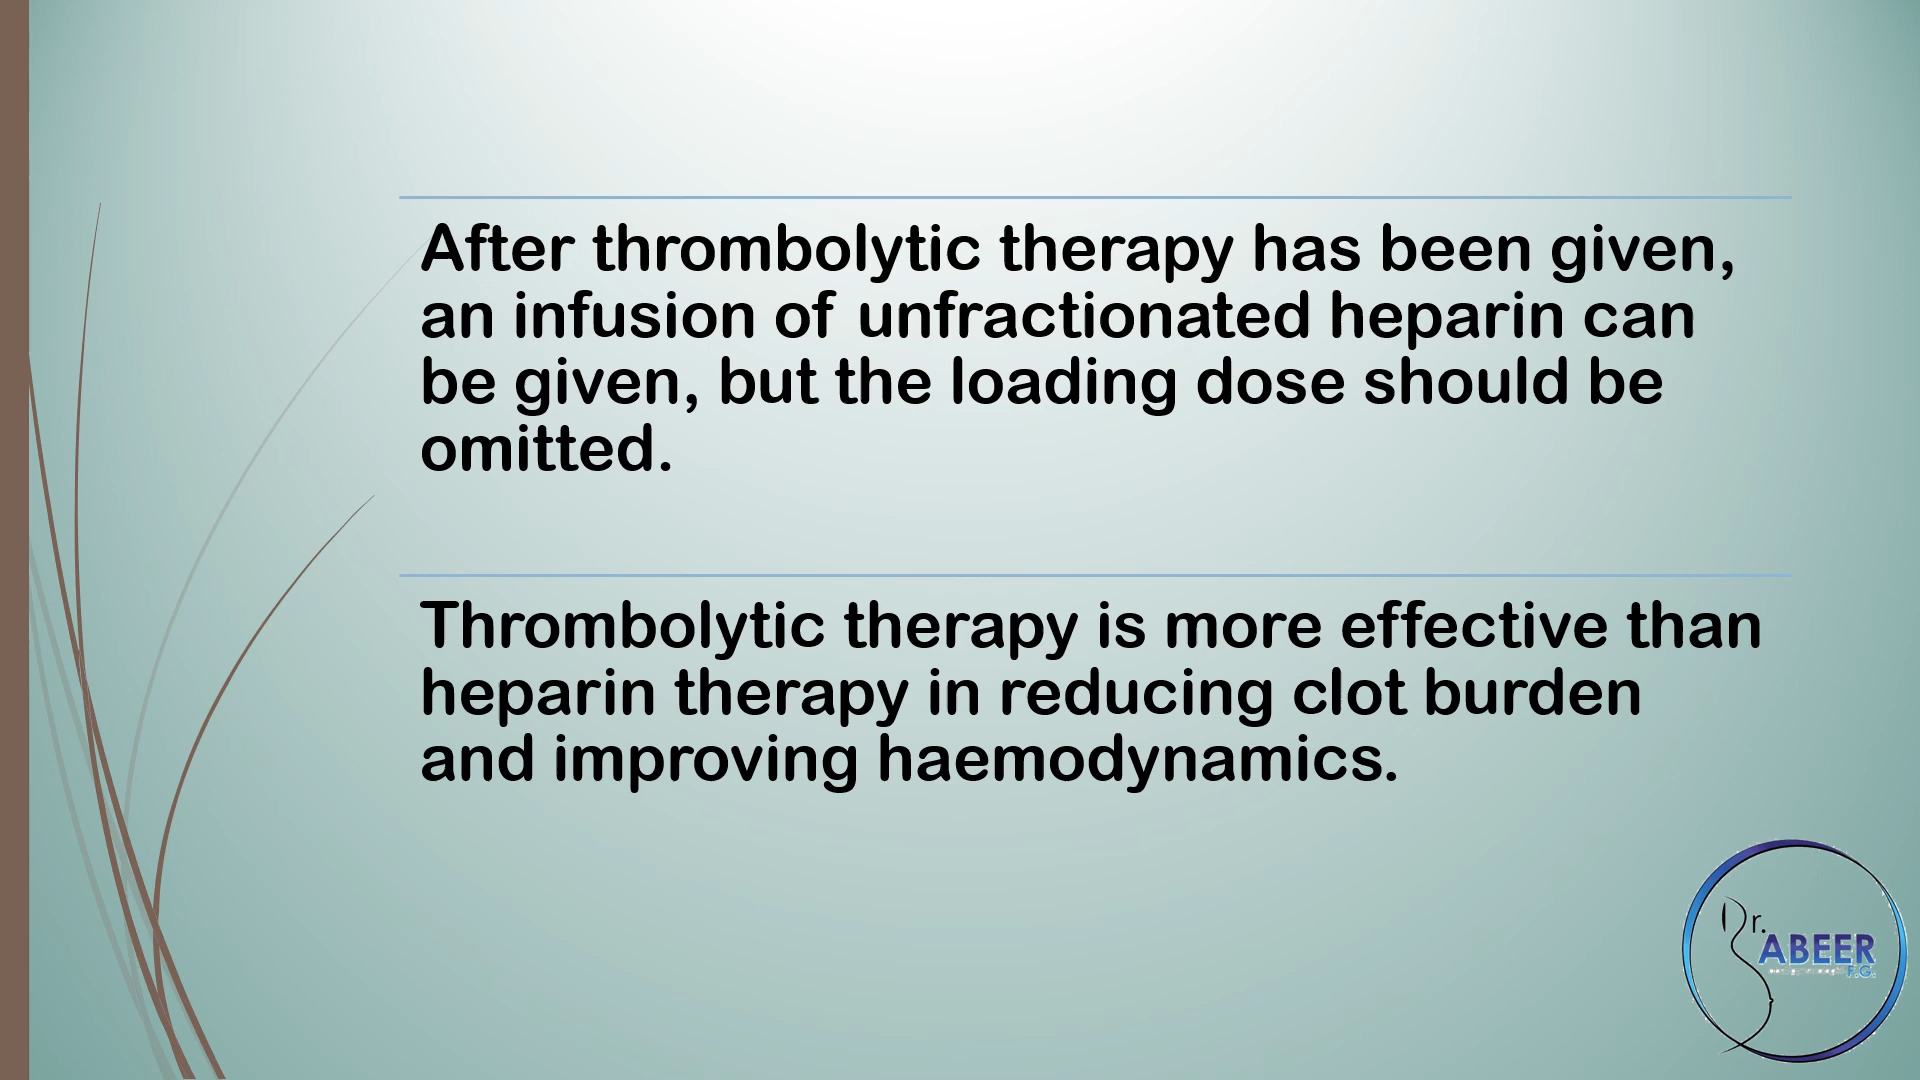 After thrombolytic therapy has been given,
an infusion of unfractionated heparin can
be given, but the loading dose should be
omitted.
Thrombolytic therapy is more effective than
heparin therapy in reducing clot burden
and improving haemodynamics.
Dr.
ABEER
F.G.